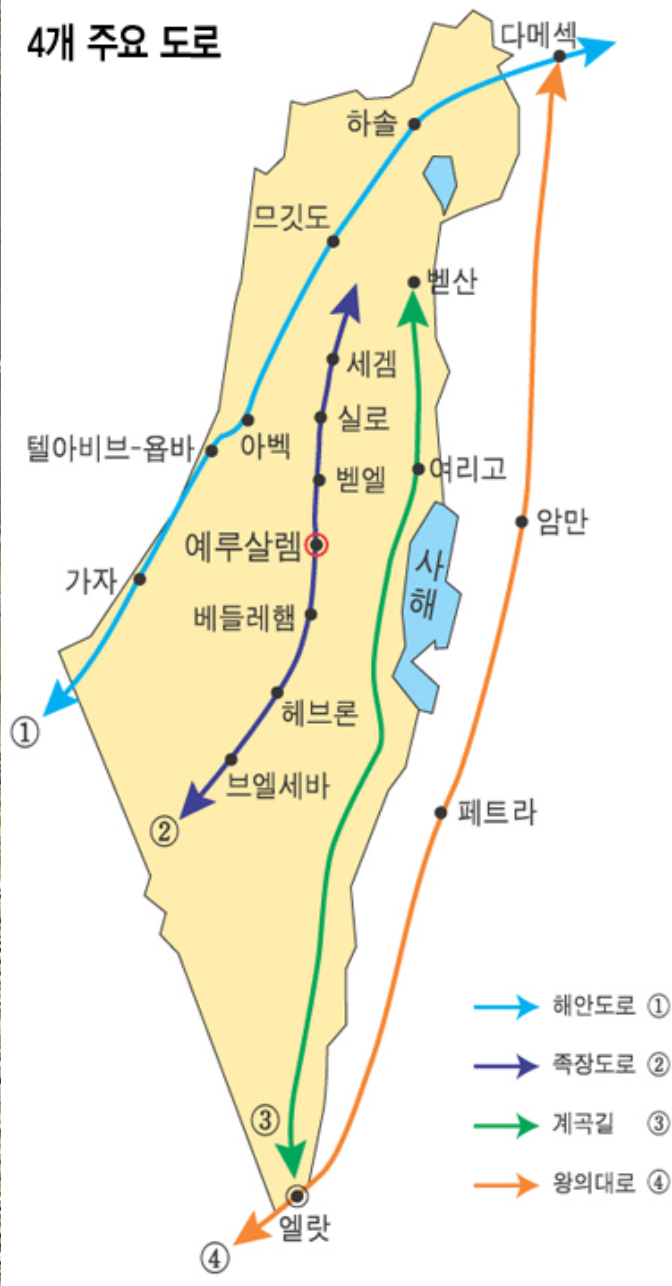 4개 주요 도로
다메섹
하솔
므깃도
벧산
세겜
실로
텔아비브-욥바
아벡
벧엘
여리고
예루살렘
암만
사해
가자
베들레햄
헤브론
①
브엘세바
②
페트라
해안도로 ①
족장도로 ②
③
계곡길 ③
왕의대로 ④
엘랏
④